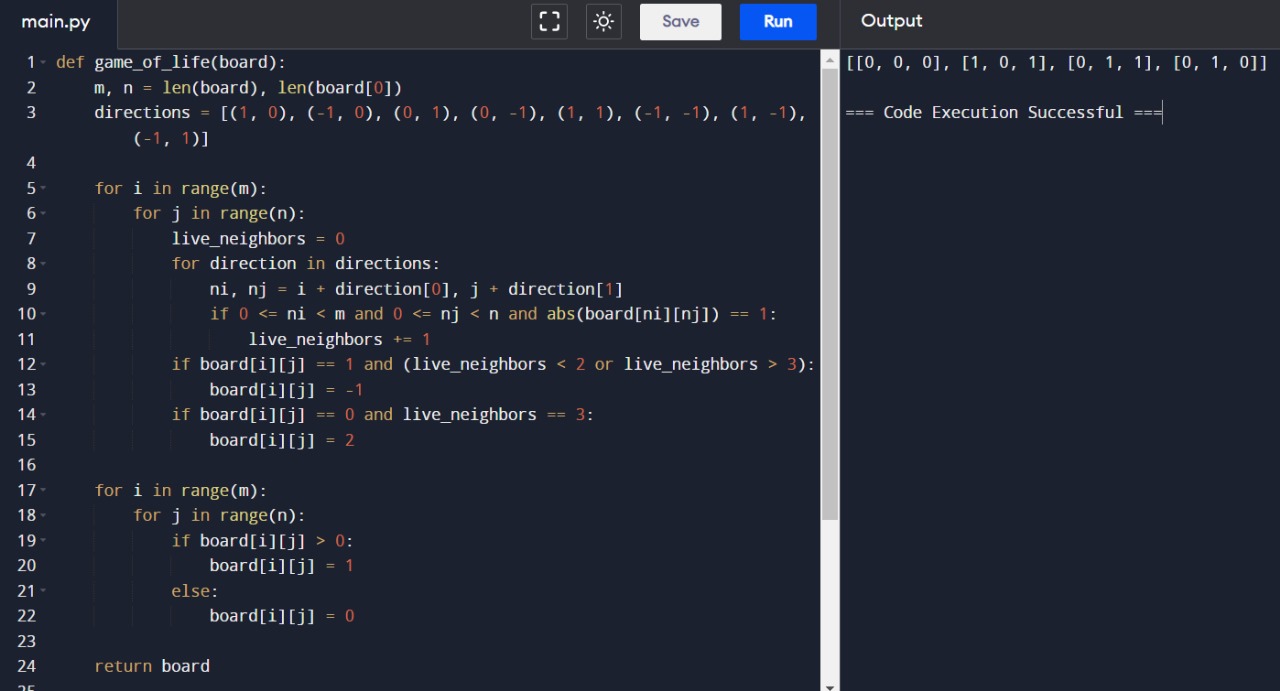 main.py
Save
Run
Output
1 def game_of_life(board):
2     m, n = len(board), len(board[0])
3     directions = [(1, 0), (-1, 0), (0, 1), (0, -1), (1, 1), (-1, -1), (1, -1),
        (-1, 1)]
4
5     for i in range(m):
6         for j in range(n):
7             live_neighbors = 0
8             for direction in directions:
9                 ni, nj = i + direction[0], j + direction[1]
10                 if 0 <= ni < m and 0 <= nj < n and abs(board[ni][nj]) == 1:
11                     live_neighbors += 1
12             if board[i][j] == 1 and (live_neighbors < 2 or live_neighbors > 3):
13                 board[i][j] = -1
14             if board[i][j] == 0 and live_neighbors == 3:
15                 board[i][j] = 2
16
17     for i in range(m):
18         for j in range(n):
19             if board[i][j] > 0:
20                 board[i][j] = 1
21             else:
22                 board[i][j] = 0
23
24     return board
25
[[0, 0, 0], [1, 0, 1], [0, 1, 1], [0, 1, 0]]
=== Code Execution Successful ===